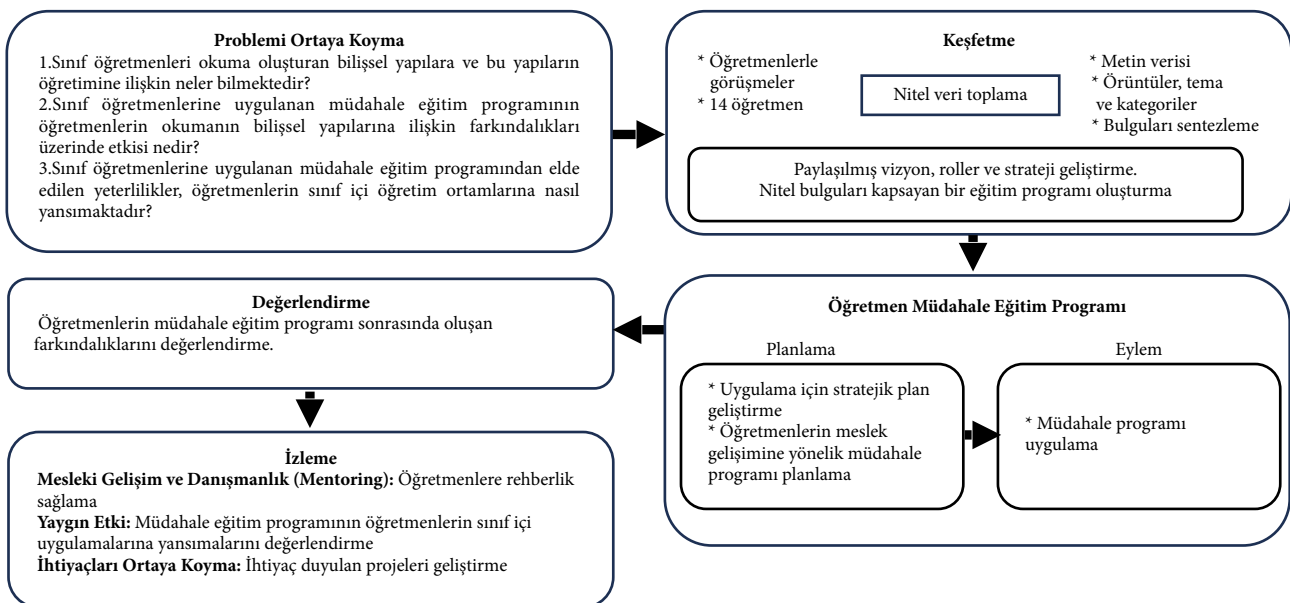 Problemi Ortaya Koyma
1.Sınıf öğretmenleri okuma oluşturan bilişsel yapılara ve bu yapıların
öğretimine ilişkin neler bilmektedir?
2.Sınıf öğretmenlerine uygulanan müdahale eğitim programının
öğretmenlerin okumanın bilişsel yapılarına ilişkin farkındalıkları
üzerinde etkisi nedir?
3.Sınıf öğretmenlerine uygulanan müdahale eğitim programından elde
edilen yeterlilikler, öğretmenlerin sınıf içi öğretim ortamlarına nasıl
yansımaktadır?
Keşfetme
* Öğretmenlerle
görüşmeler
* 14 öğretmen
Nitel veri toplama
* Metin verisi
* Örüntüler, tema
ve kategoriler
* Bulguları sentezleme
Paylaşılmış vizyon, roller ve strateji geliştirme.
Nitel bulguları kapsayan bir eğitim programı oluşturma
Öğretmen Müdahale Eğitim Programı
Planlama
* Uygulama için stratejik plan
geliştirme
* Öğretmenlerin meslek
gelişimine yönelik müdahale
programı planlama
Eylem
* Müdahale programı
uygulama
Değerlendirme
Öğretmenlerin müdahale eğitim programı sonrasında oluşan
farkındalıklarını değerlendirme.
İzleme
Mesleki Gelişim ve Danışmanlık (Mentoring): Öğretmenlere rehberlik
sağlama
Yaygın Etki: Müdahale eğitim programının öğretmenlerin sınıf içi
uygulamalarına yansımalarını değerlendirme
İhtiyaçları Ortaya Koyma: İhtiyaç duyulan projeleri geliştirme